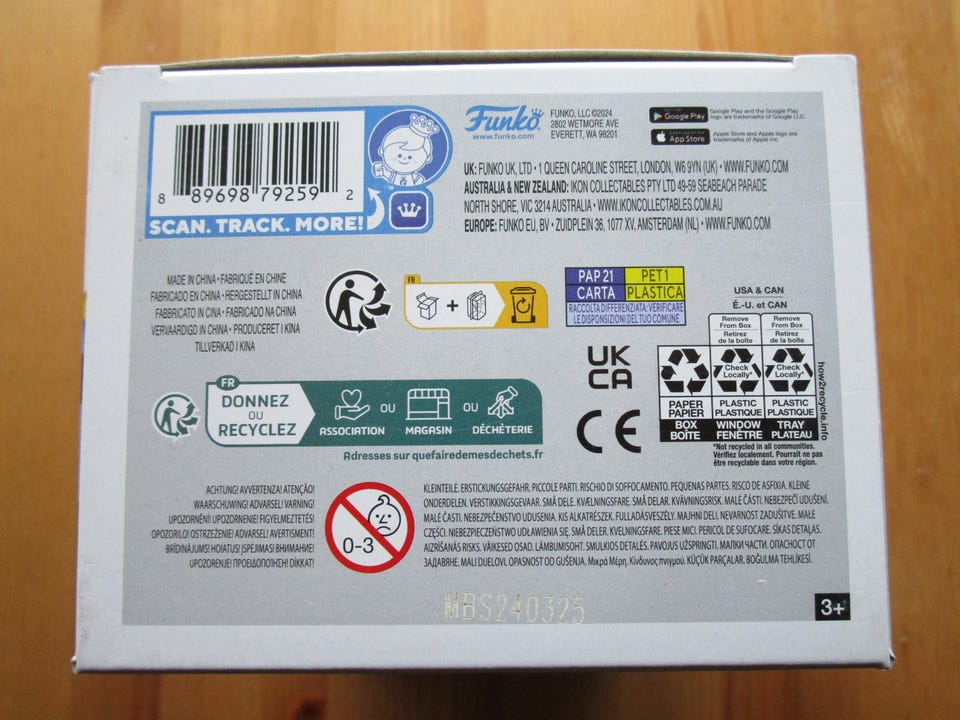 8 89698 79259 2
SCAN. TRACK. MORE!
Funko
www.funko.com
FUNKO, LLC ©2024
2802 WETMORE AVE
EVERETT, WA 98201
Google Play
Google Play and the Google Play
logo are trademarks of Google LLC.
App Store
Apple Store and Apple logo are
trademarks of Apple Inc
UK: FUNKO UK, LTD • 1 QUEEN CAROLINE STREET, LONDON, W6 9YN (UK) • WWW.FUNKO.COM
AUSTRALIA & NEW ZEALAND: IKON COLLECTABLES PTY LTD 49-59 SEABEACH PARADE
NORTH SHORE, VIC 3214 AUSTRALIA • WWW.IKONCOLLECTABLES.COM.AU
EUROPE: FUNKO EU, BV • ZUIDPLEIN 36, 1077 XV, AMSTERDAM (NL) • WWW.FUNKO.COM
MADE IN CHINA • FABRIQUÉ EN CHINE
FABRICADO EN CHINA • HERGESTELLT IN CHINA
FABBRICATO IN CINA • FABRICADO NA CHINA
VERVAARDIGD IN CHINA • PRODUCERET I KINA
TILLVERKAD I KINA
FR
+
PAP 21 PET1
CARTA PLASTICA
RACCOLTA DIFFERENZIATA: VERIFICARE
LE DISPOSIZIONI DEL TUO COMUNE
USA & CAN
É.-U. et CAN
Remove From Box
Retirez de la boîte
Remove From Box
Retirez de la boîte
Check Locally*
Check Locally*
PAPER PAPIER
PLASTIC PLASTIQUE
PLASTIC PLASTIQUE
BOX BOÎTE
WINDOW FENÊTRE
TRAY PLATEAU
how2recycle.info
*Not recycled in all communities.
Vérifiez localement. Pourrait ne pas
être recyclable dans votre région.
UK
CA
CE
FR
DONNEZ
OU
RECYCLEZ
ASSOCIATION OU MAGASIN OU DÉCHÈTERIE
Adresses sur quefairedemesdechets.fr
ACHTUNG! AVVERTENZA! ATENÇÃO!
WAARSCHUWING! ADVARSEL! VARNING!
UPOZORNĚNÍ! UPOZORNENIE! FIGYELMEZTETÉS!
OPOZORILO! OSTRZEŻENIE! ADVARSEL! AVERTISMENT!
BRĪDINĀJUMS! HOIATUS! ĮSPĖJIMAS! ВНИМАНИЕ!
UPOZORENJE! ΠΡΟΕΙΔΟΠΟΙΗΣΗ! DİKKAT!
0-3
KLEINTEILE. ERSTICKUNGSGEFAHR. PICCOLE PARTI. RISCHIO DI SOFFOCAMENTO. PEQUENAS PARTES. RISCO DE ASFIXIA. KLEINE
ONDERDELEN. VERSTIKKINGSGEVAAR. SMÅ DELE. KVÆLNINGSFARE. SMÅ DELAR. KVÄVNINGSRISK. MALÉ ČÁSTI. NEBEZPEČÍ UDUŠENÍ.
MALÉ ČASTI. NEBEZPEČENSTVO UDUSENIA. KIS ALKATRÉSZEK. FULLADÁSVESZÉLY. MAJHNI DELI. NEVARNOST ZADUŠITVE. MAŁE
CZĘŚCI. NIEBEZPIECZEŃSTWO UDŁAWIENIA SIĘ. SMÅ DELER. KVELNINGSFARE. PIESE MICI. PERICOL DE SUFOCARE. SĪKAS DETAĻAS.
AIZRĪŠANĀS RISKS. VÄIKESED OSAD. LÄMBUMISOHT. SMULKIOS DETALĖS. PAVOJUS UŽSPRINGTI. МАЛКИ ЧАСТИ. ОПАСНОСТ ОТ
ЗАДАВЯНЕ. MALI DIJELOVI. OPASNOST OD GUŠENJA. Μικρά Μέρη. Κίνδυνος πνιγμού. KÜÇÜK PARÇALAR. BOĞULMA TEHLİKESİ.
MBS240325
3+